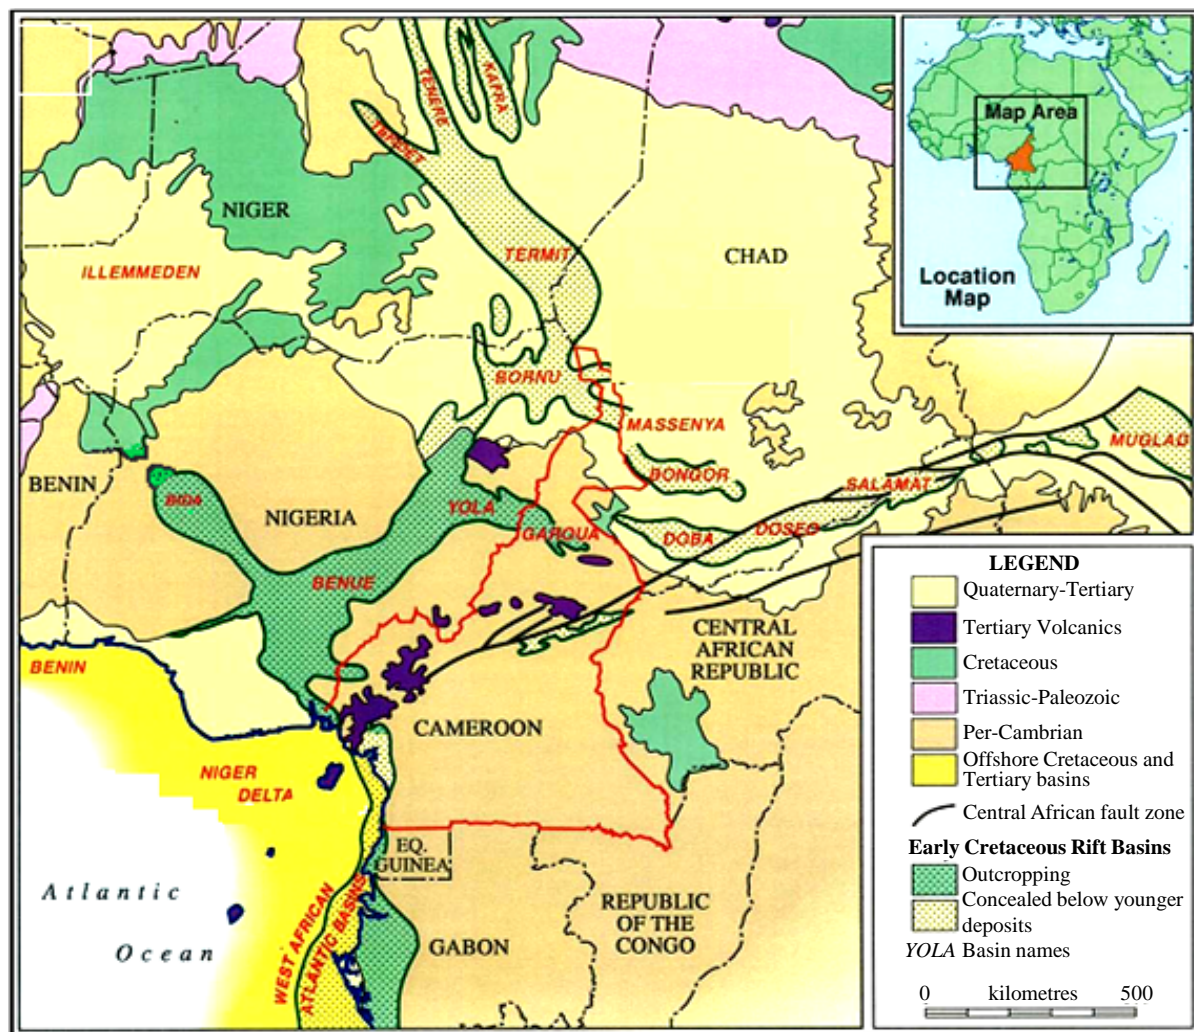 TENERE
KAFRA
TEFIDET
NIGER
ILLEMMEDEN
TERMIT
CHAD
Map Area
Location
Map
BORNU
MASSENYA
BONGOR
MUGLAD
SALAMAT
BENIN
BIDA
NIGERIA
YOLA
GAROUA
DOBA
DOSEO
BENUE
CENTRAL
AFRICAN
REPUBLIC
BENIN
CAMEROON
NIGER
DELTA
EQ.
GUINEA
Atlantic
Ocean
WEST AFRICAN
ATLANTIC BASINS
GABON
REPUBLIC
OF THE
CONGO
LEGEND
Quaternary-Tertiary
Tertiary Volcanics
Cretaceous
Triassic-Paleozoic
Per-Cambrian
Offshore Cretaceous and
Tertiary basins
Central African fault zone
Early Cretaceous Rift Basins
Outcropping
Concealed below younger
deposits
YOLA Basin names
0 kilometres 500